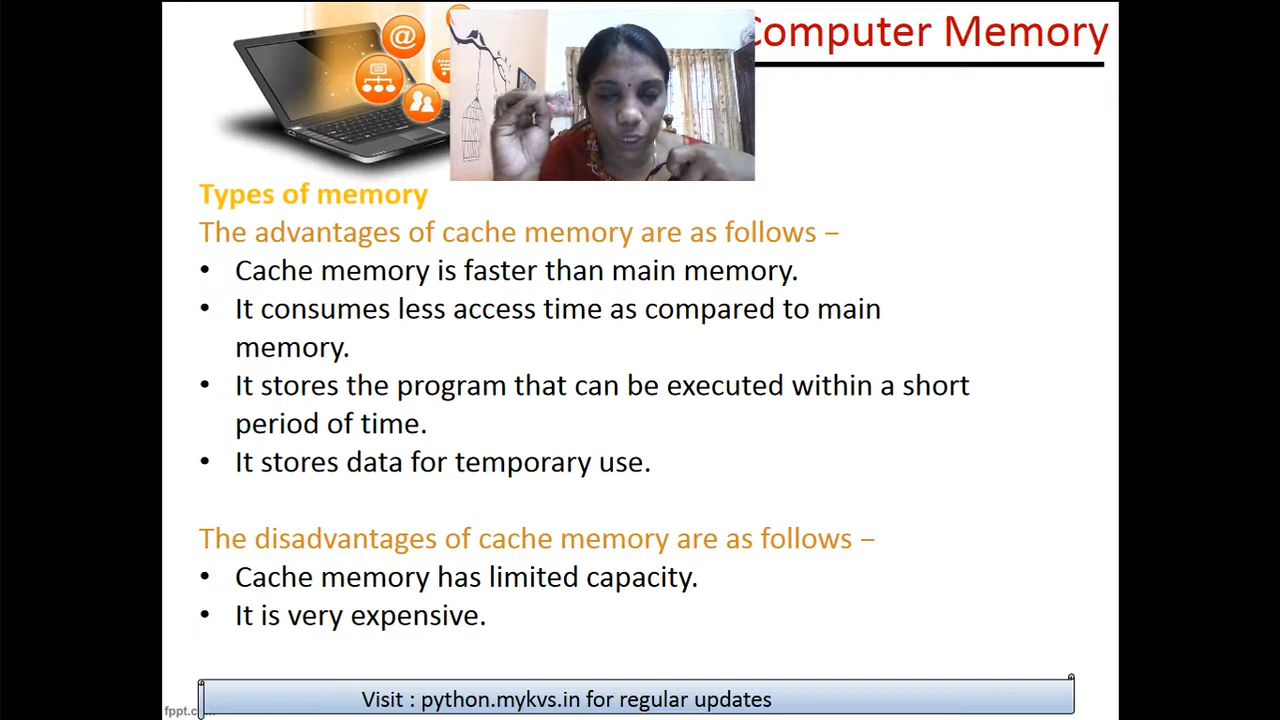 Computer Memory
Types of memory
The advantages of cache memory are as follows −
• Cache memory is faster than main memory.
• It consumes less access time as compared to main
memory.
• It stores the program that can be executed within a short
period of time.
• It stores data for temporary use.
The disadvantages of cache memory are as follows −
• Cache memory has limited capacity.
• It is very expensive.
Visit : python.mykvs.in for regular updates